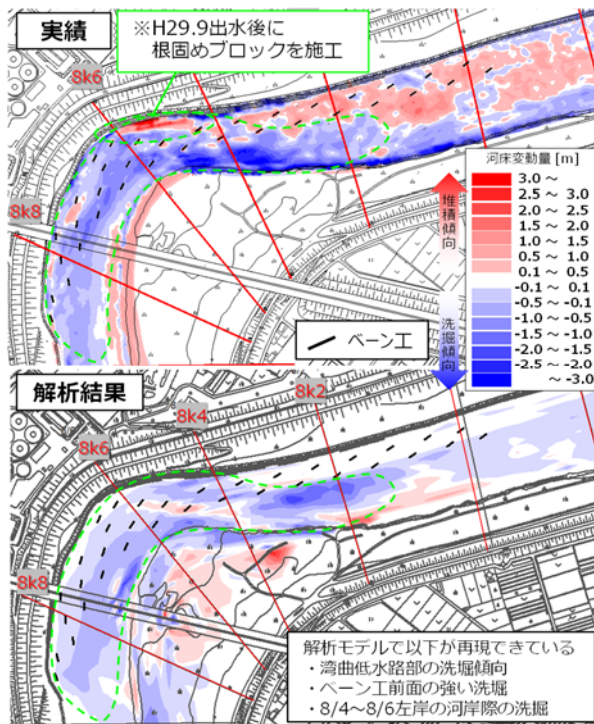 実績
※H29.9出水後に
根固めブロックを施工
8k6
8k8
河床変動量 [m]
3.0 ～
2.5 ～ 3.0
2.0 ～ 2.5
1.5 ～ 2.0
1.0 ～ 1.5
0.5 ～ 1.0
0.1 ～ 0.5
-0.1 ～ 0.1
-0.5 ～ -0.1
-1.0 ～ -0.5
-1.5 ～ -1.0
-2.0 ～ -1.5
-2.5 ～ -2.0
～ -3.0
堆積傾向
洗掘傾向
ベーン工
解析結果
8k2
8k4
8k6
8k8
解析モデルで以下が再現できている
・湾曲低水路部の洗掘傾向
・ベーン工前面の強い洗掘
・8/4～8/6左岸の河岸際の洗掘